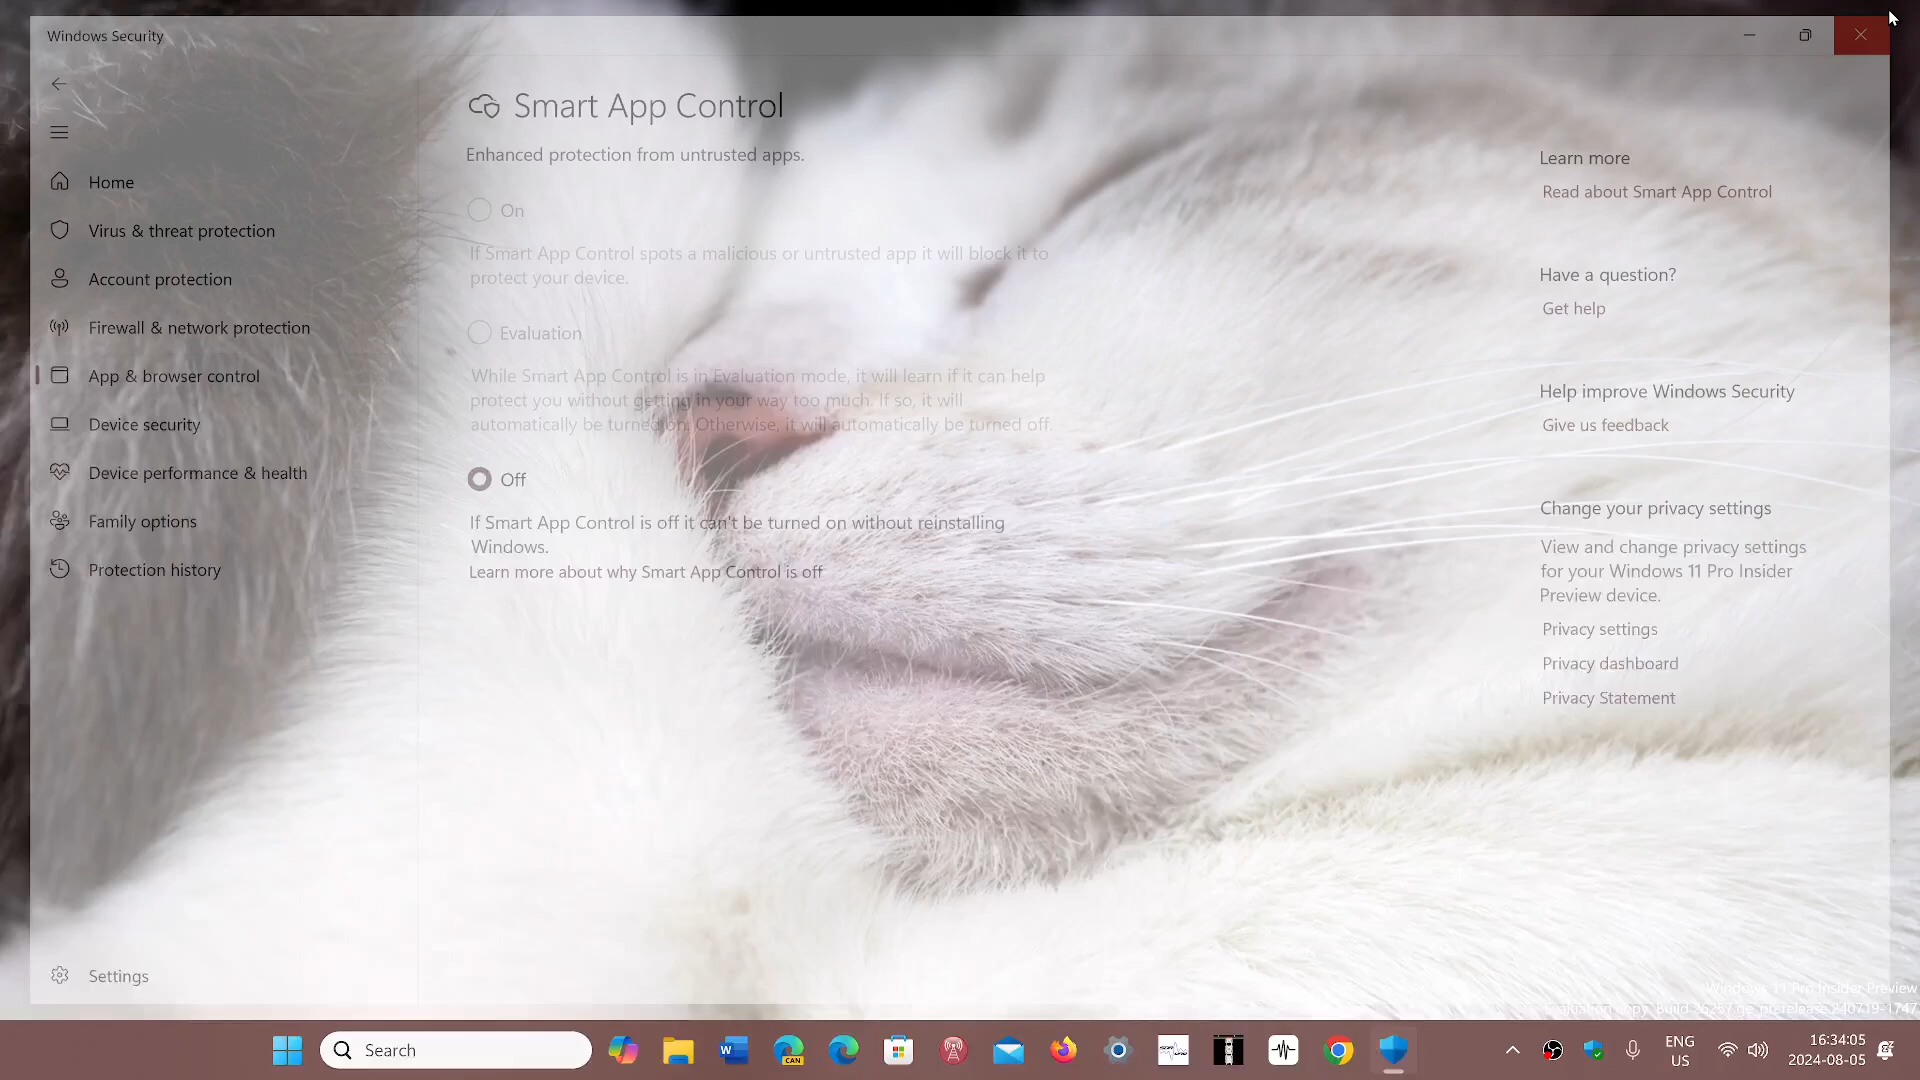 Windows Security
Smart App Control
Enhanced protection from untrusted apps.
On
If Smart App Control spots a malicious or untrusted app it will block it to
protect your device.
Evaluation
While Smart App Control is in Evaluation mode, it will learn if it can help
protect you without getting in your way too much. If so, it will
automatically be turned on. Otherwise, it will automatically be turned off.
Off
If Smart App Control is off it can't be turned on without reinstalling
Windows.
Learn more about why Smart App Control is off
Home
Virus & threat protection
Account protection
Firewall & network protection
App & browser control
Device security
Device performance & health
Family options
Protection history
Settings
Learn more
Read about Smart App Control
Have a question?
Get help
Help improve Windows Security
Give us feedback
Change your privacy settings
View and change privacy settings
for your Windows 11 Pro Insider
Preview device.
Privacy settings
Privacy dashboard
Privacy Statement
Windows 11 Pro Insider Preview
Search
W
CAN
ENG
US
16:34:05
2024-08-05